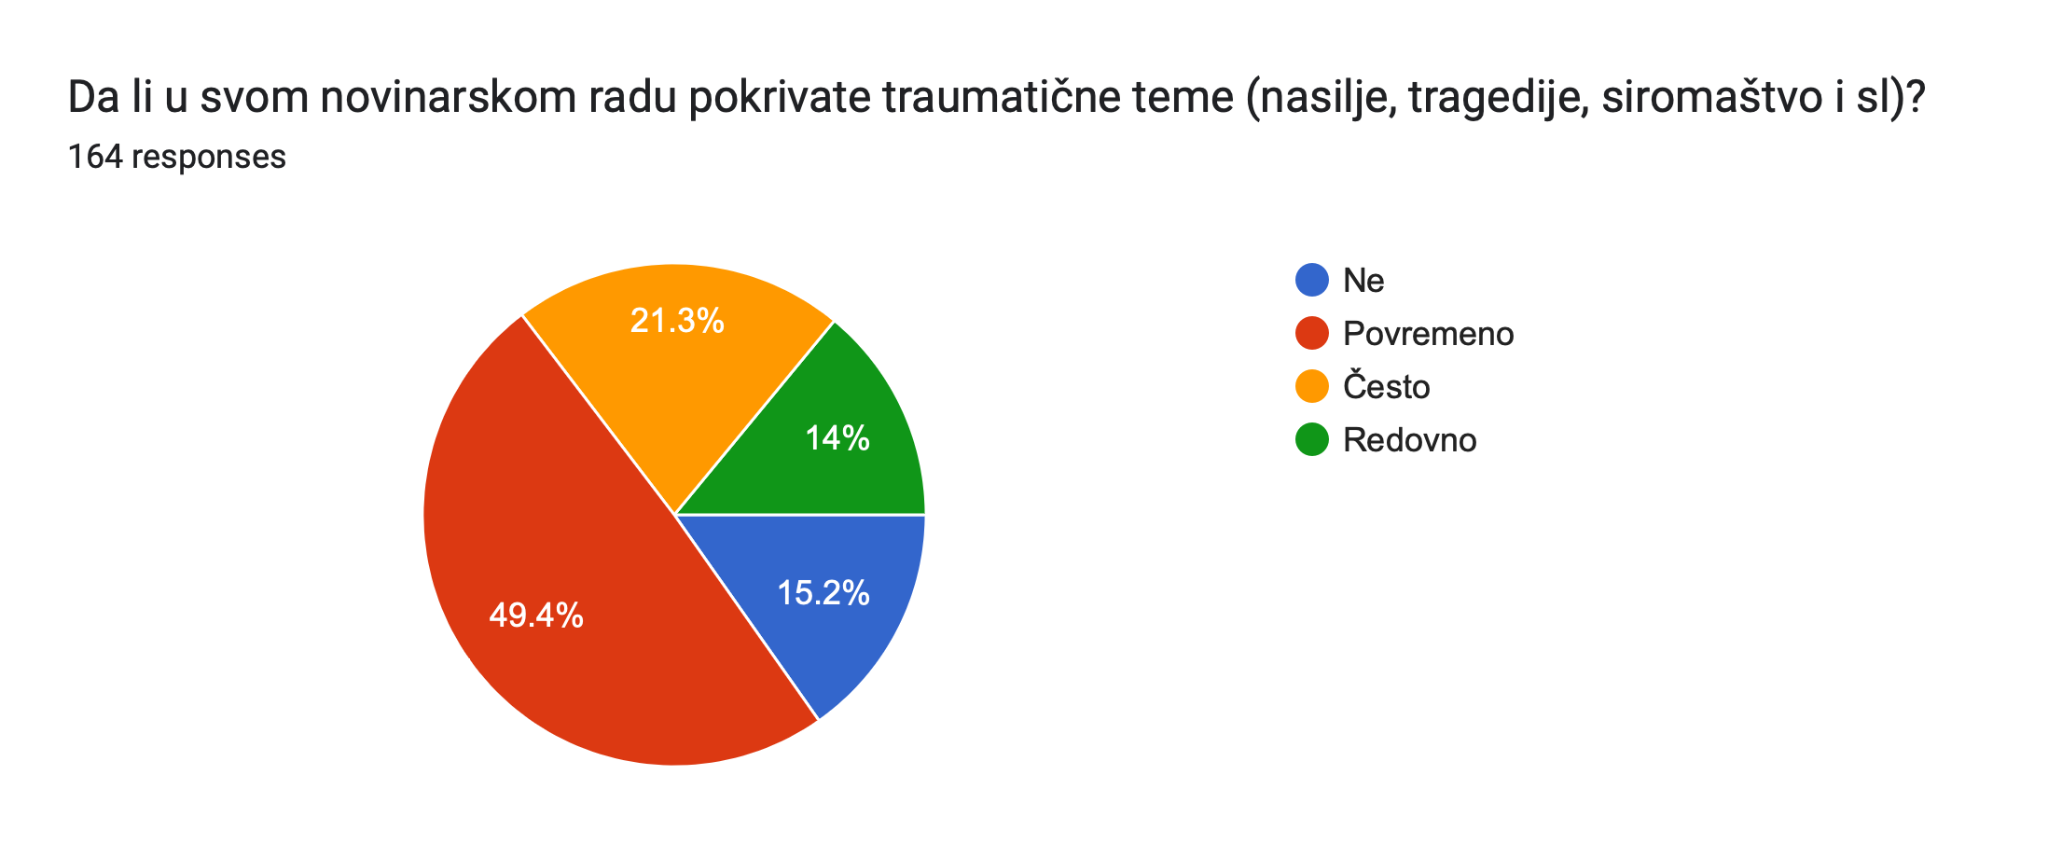 Da li u svom novinarskom radu pokrivate traumatične teme (nasilje, tragedije, siromaštvo i sl)?
164 responses
21.3%
14%
15.2%
49.4%
Ne
Povremeno
Često
Redovno